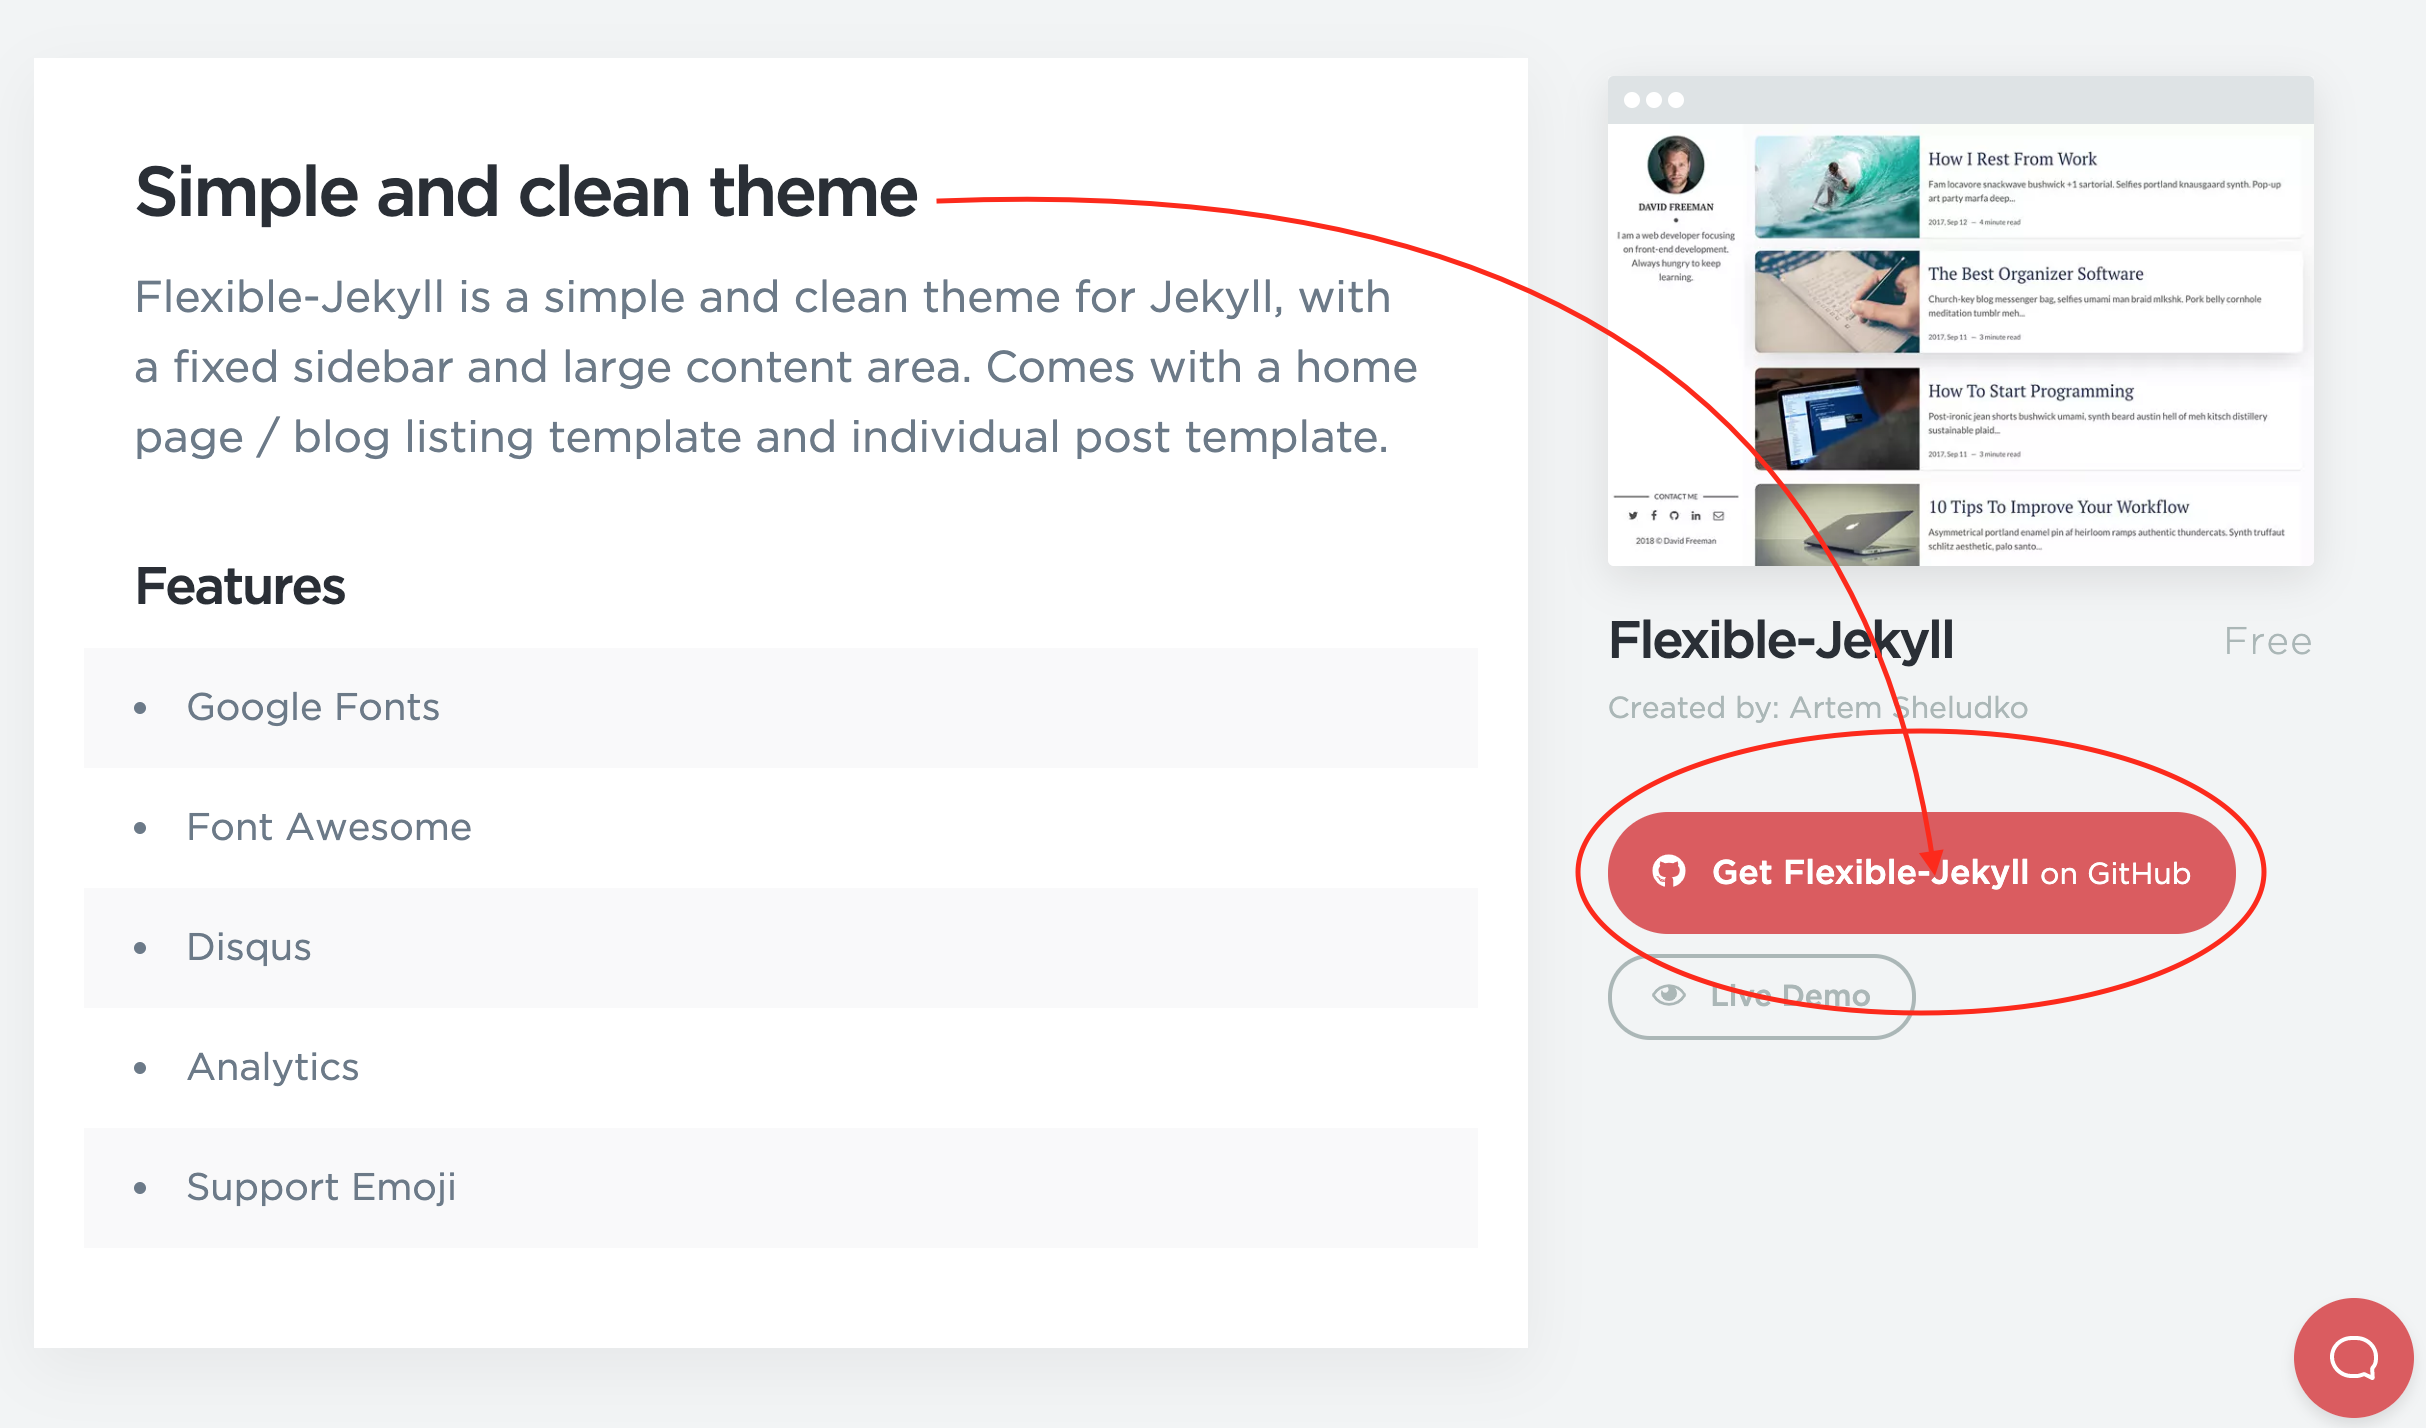 Simple and clean theme
Flexible-Jekyll is a simple and clean theme for Jekyll, with
a fixed sidebar and large content area. Comes with a home
page / blog listing template and individual post template.
Features
Google Fonts
Font Awesome
Disqus
Analytics
Support Emoji
DAVID FREEMAN
I am a web developer focusing
on front-end development.
Always hungry to keep
learning.
CONTACT ME
2018 © David Freeman
How I Rest From Work
Fam locavore snackwave bushwick +1 sartorial. Selfies portland knausgaard synth. Pop-up
art party marfa deep...
2017, Sep 12 — 4 minute read
The Best Organizer Software
Church-key blog messenger bag, selfies umami man braid mlkshk. Pork belly cornhole
meditation tumblr meh...
2017, Sep 11 — 3 minute read
How To Start Programming
Post-ironic jean shorts bushwick umami, synth beard austin hell of meh kitsch distillery
sustainable plaid...
2017, Sep 11 — 3 minute read
10 Tips To Improve Your Workflow
Asymmetrical portland enamel pin af heirloom ramps authentic thundercats. Synth truffaut
schlitz aesthetic, palo santo...
Flexible-Jekyll
Free
Created by: Artem Sheludko
Get Flexible-Jekyll on GitHub
Live Demo